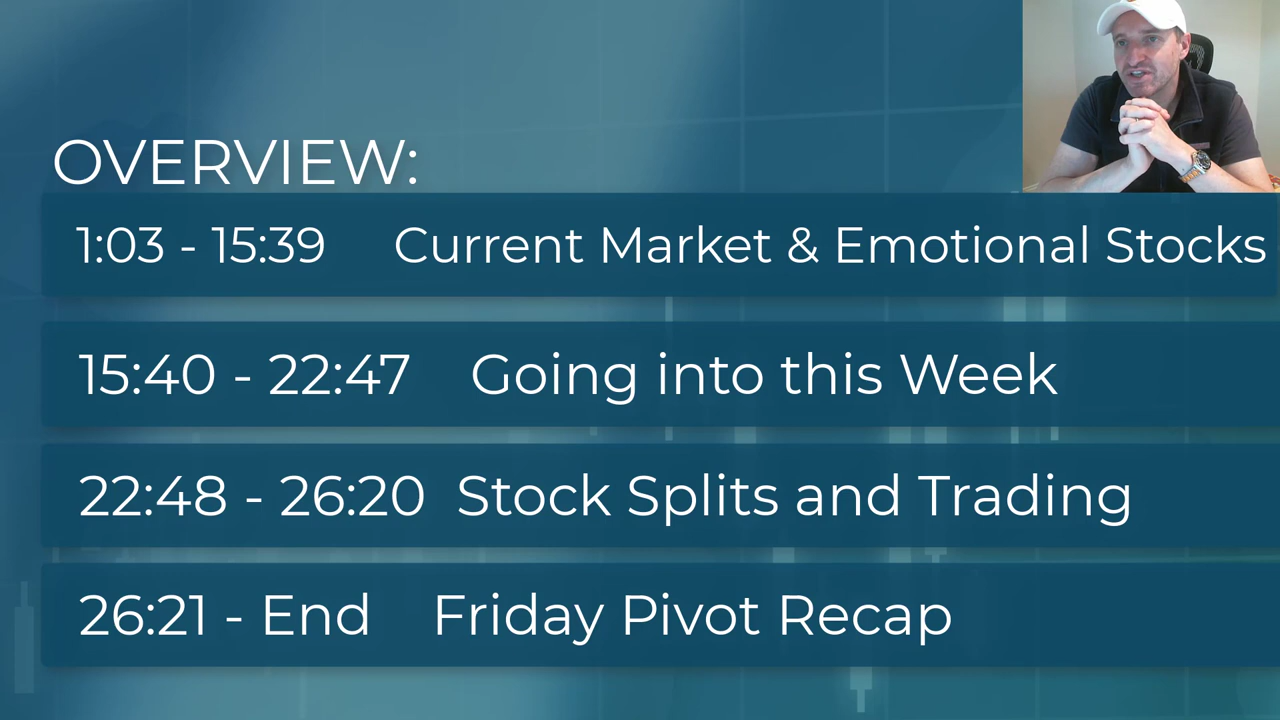 OVERVIEW:
1:03 - 15:39 Current Market & Emotional Stocks
15:40 - 22:47 Going into this Week
22:48 - 26:20 Stock Splits and Trading
26:21 - End Friday Pivot Recap